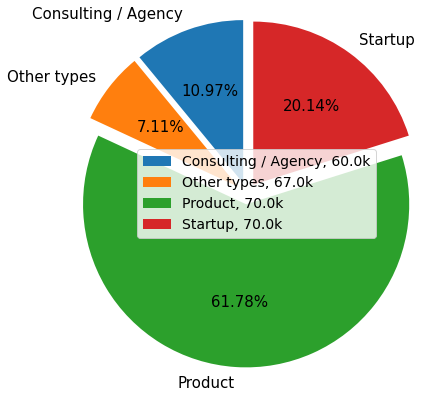 Consulting / Agency
Startup
Other types
10.97%
20.14%
7.11%
Consulting / Agency, 60.0k
Other types, 67.0k
Product, 70.0k
Startup, 70.0k
61.78%
Product